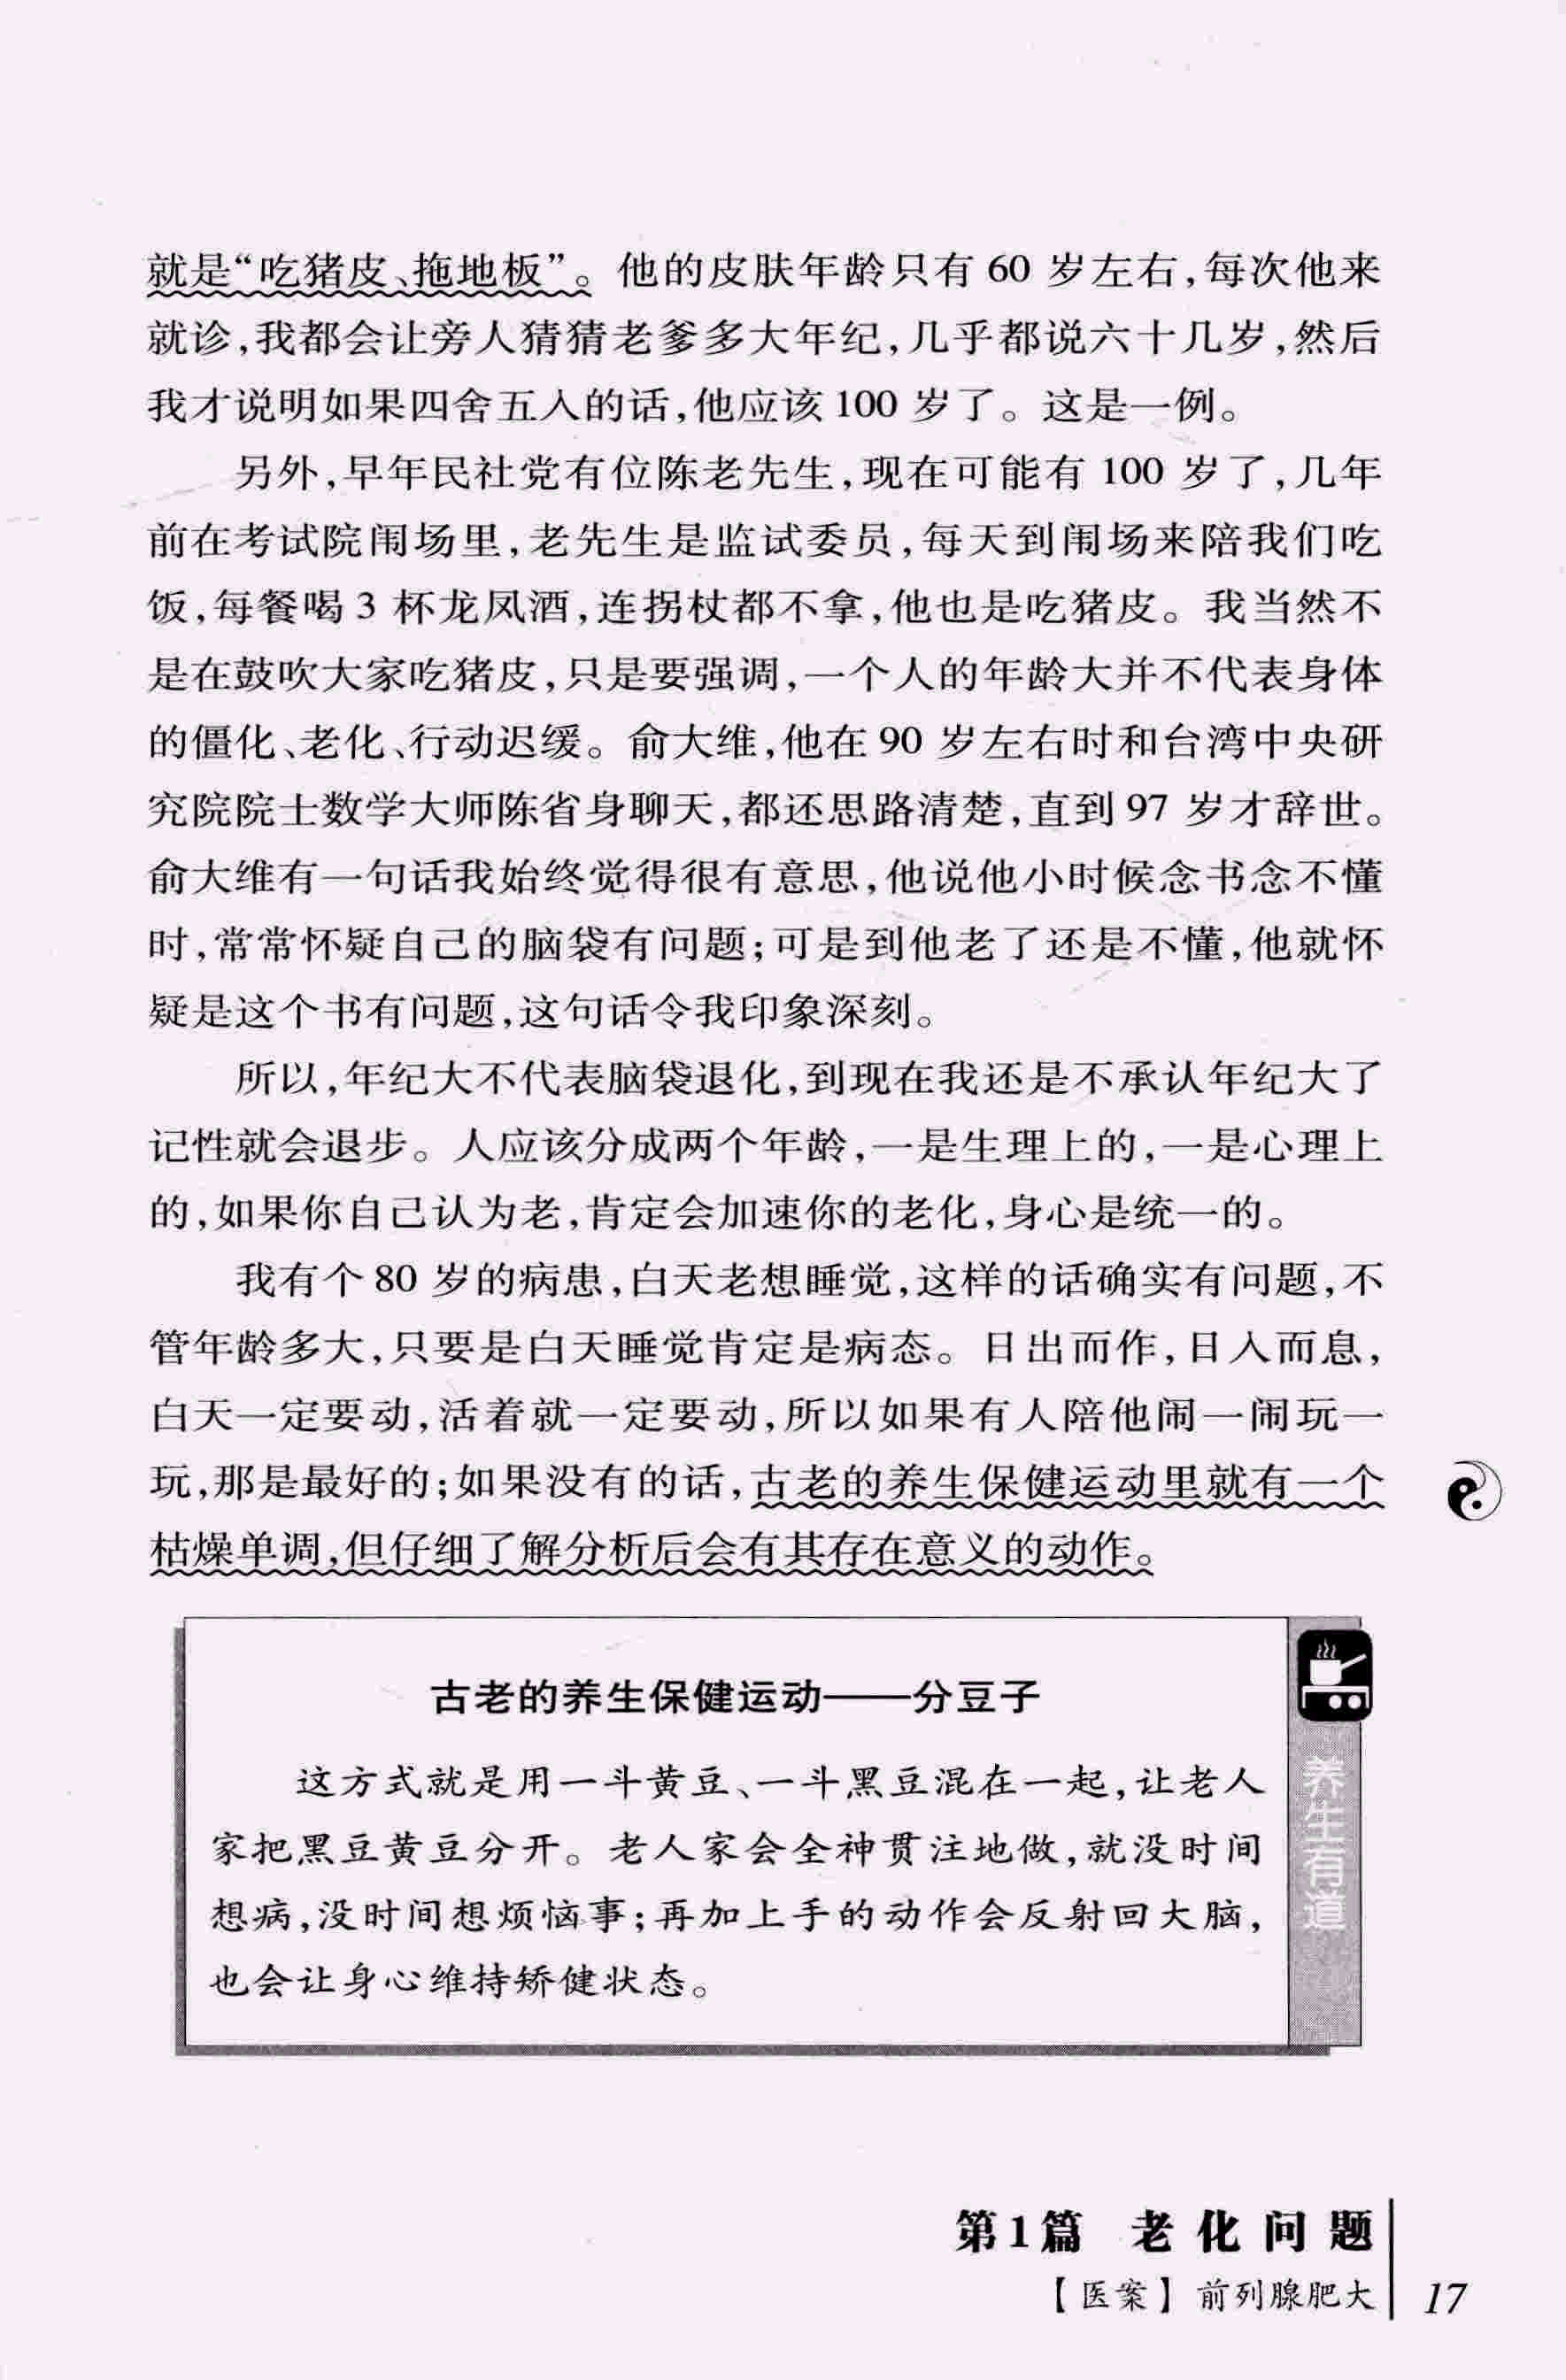 就是“吃猪皮、拖地板”。他的皮肤年龄只有 60 岁左右,每次他来
就诊,我都会让旁人猜猜老爹多大年纪,几乎都说六十几岁,然后
我才说明如果四舍五入的话,他应该 100 岁了。这是一例。
另外,早年民社党有位陈老先生,现在可能有 100 岁了,几年
前在考试院闱场里,老先生是监试委员,每天到闱场来陪我们吃
饭,每餐喝 3 杯龙凤酒,连拐杖都不拿,他也是吃猪皮。我当然不
是在鼓吹大家吃猪皮,只是要强调,一个人的年龄大并不代表身体
的僵化、老化、行动迟缓。俞大维,他在 90 岁左右时和台湾中央研
究院院士数学大师陈省身聊天,都还思路清楚,直到 97 岁才辞世。
俞大维有一句话我始终觉得很有意思,他说他小时候念书念不懂
时,常常怀疑自己的脑袋有问题;可是到他老了还是不懂,他就怀
疑是这个书有问题,这句话令我印象深刻。
所以,年纪大不代表脑袋退化,到现在我还是不承认年纪大了
记性就会退步。人应该分成两个年龄,一是生理上的,一是心理上
的,如果你自己认为老,肯定会加速你的老化,身心是统一的。
我有个 80 岁的病患,白天老想睡觉,这样的话确实有问题,不
管年龄多大,只要是白天睡觉肯定是病态。日出而作,日入而息,
白天一定要动,活着就一定要动,所以如果有人陪他闹一闹玩一
玩,那是最好的;如果没有的话,古老的养生保健运动里就有一个
枯燥单调,但仔细了解分析后会有其存在意义的动作。
古老的养生保健运动——分豆子
这方式就是用一斗黄豆、一斗黑豆混在一起,让老人
家把黑豆黄豆分开。老人家会全神贯注地做,就没时间
想病,没时间想烦恼事;再加上手的动作会反射回大脑,
也会让身心维持矫健状态。
养生有道
第1篇 老化问题
【医案】前列腺肥大
17